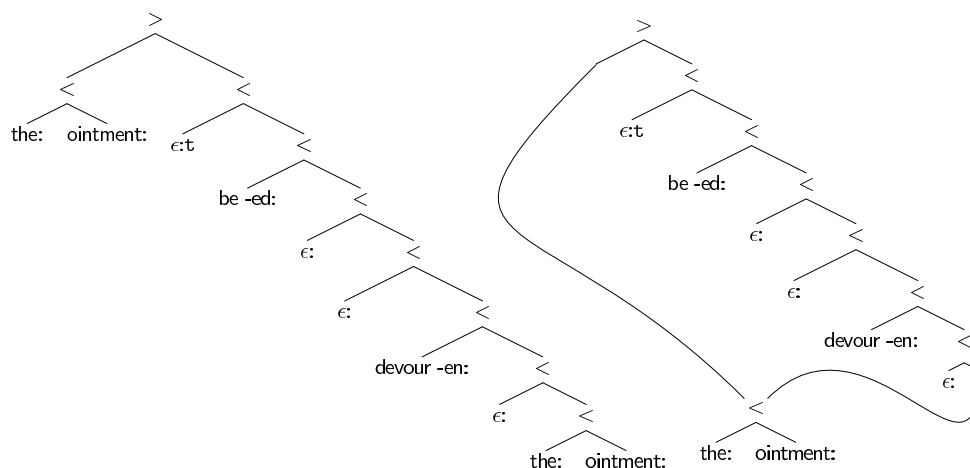 > >
< <
< <
the: ointment: ϵ:t ϵ:t
< <
be -ed: be -ed:
< <
ϵ: ϵ:
< <
ϵ: ϵ:
< <
devour -en: devour -en:
< <
ϵ: ϵ:
< <
the: ointment: the: ointment: